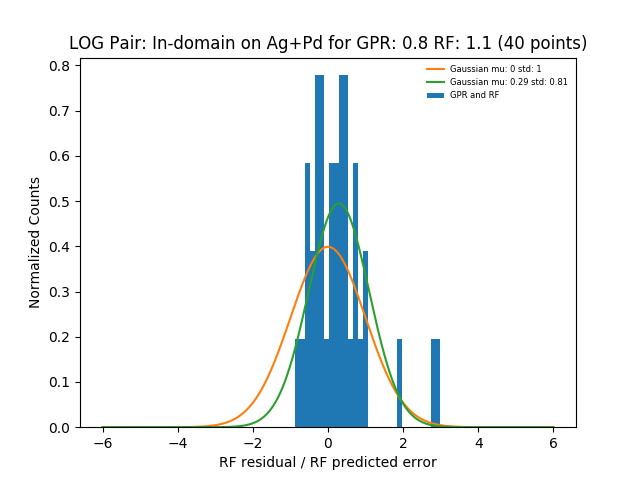 LOG Pair: In-domain on Ag+Pd for GPR: 0.8 RF: 1.1 (40 points)
Gaussian mu: 0 std: 1
Gaussian mu: 0.29 std: 0.81
GPR and RF
Normalized Counts
0.8
0.7
0.6
0.5
0.4
0.3
0.2
0.1
0.0
−6 −4 −2 0 2 4 6
RF residual / RF predicted error